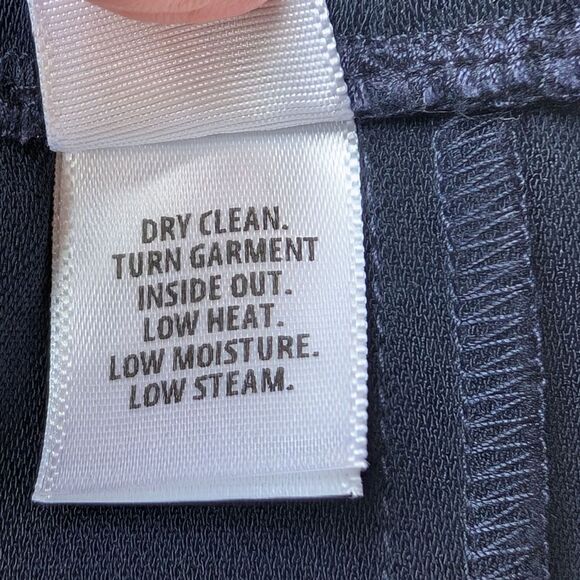 DRY CLEAN.
TURN GARMENT
INSIDE OUT.
LOW HEAT.
LOW MOISTURE.
LOW STEAM.